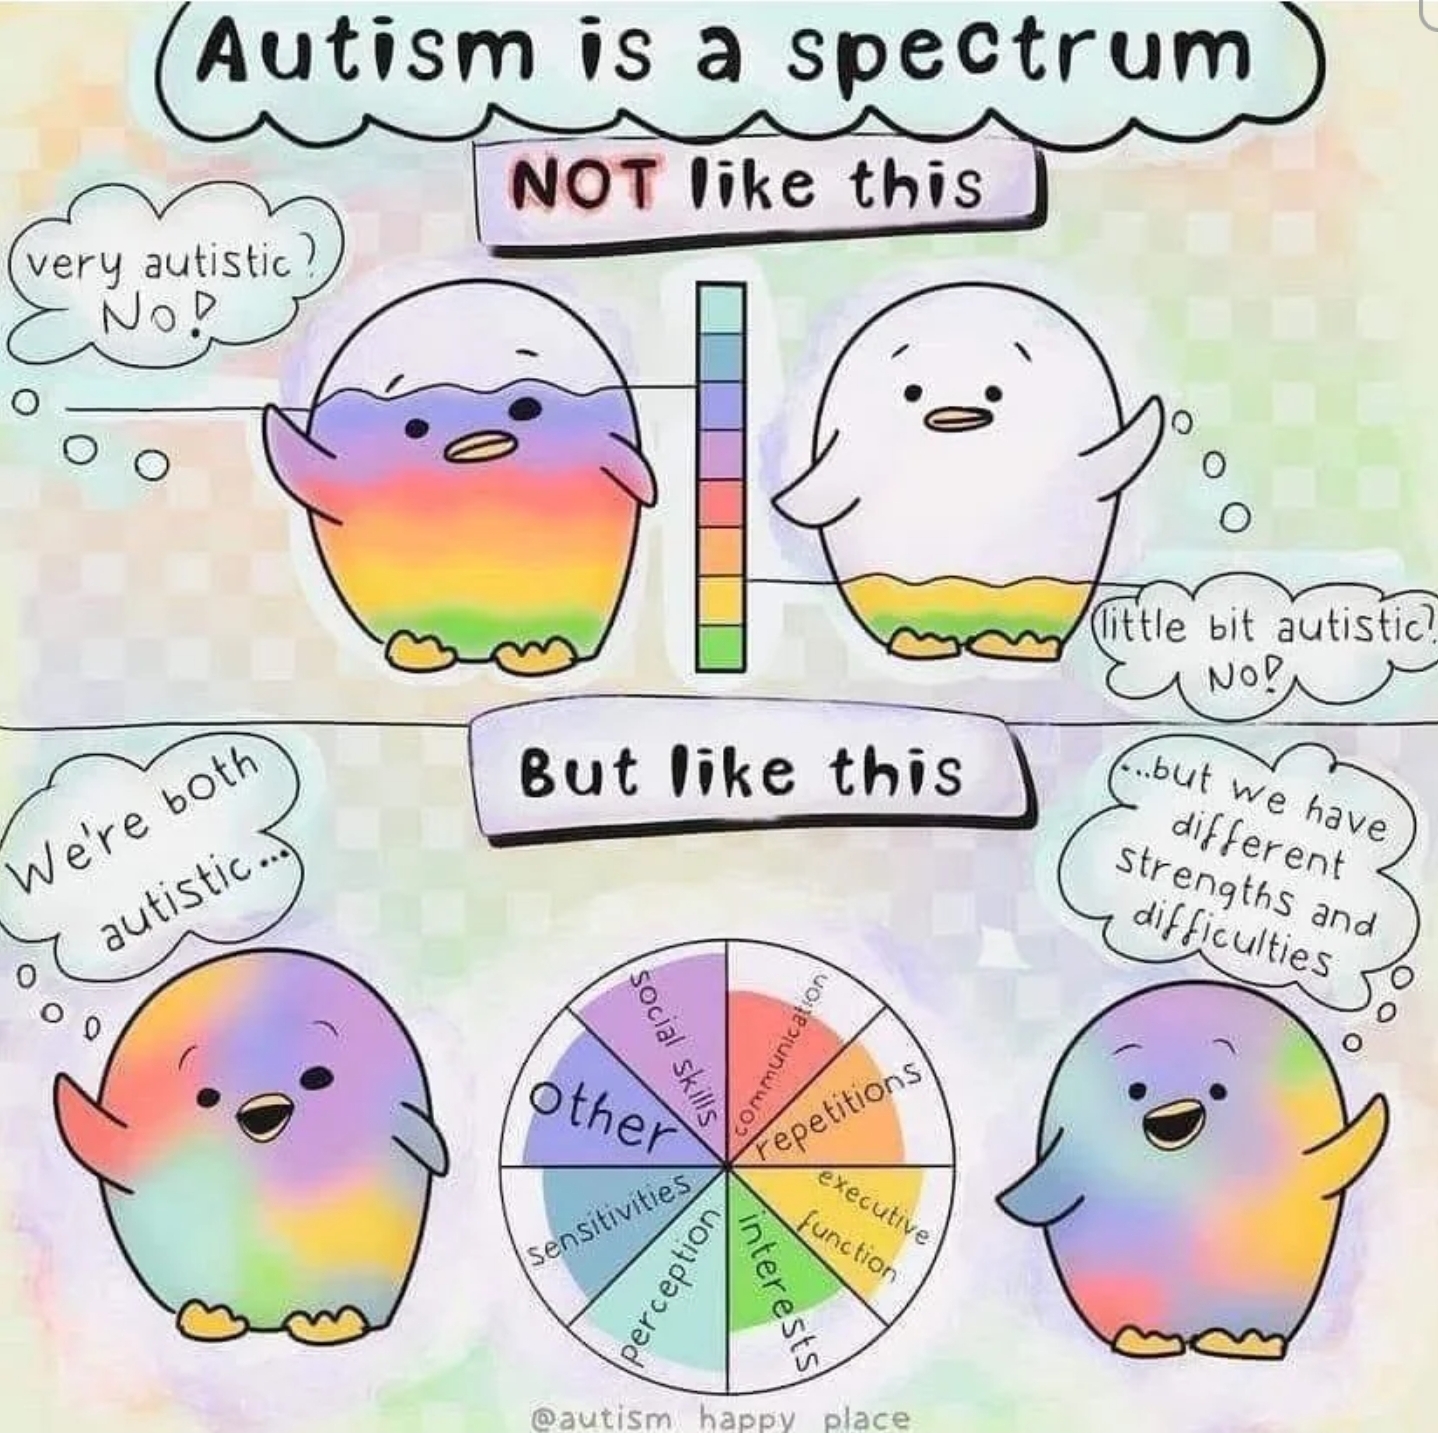 Autism is a spectrum
NOT like this
very autistic?
No!
little bit autistic?
No!
But like this
We're both
autistic...
...but we have
different
strengths and
difficulties
social skills
communication
repetitions
executive
function
interests
perception
sensitivities
other
@autism happy place